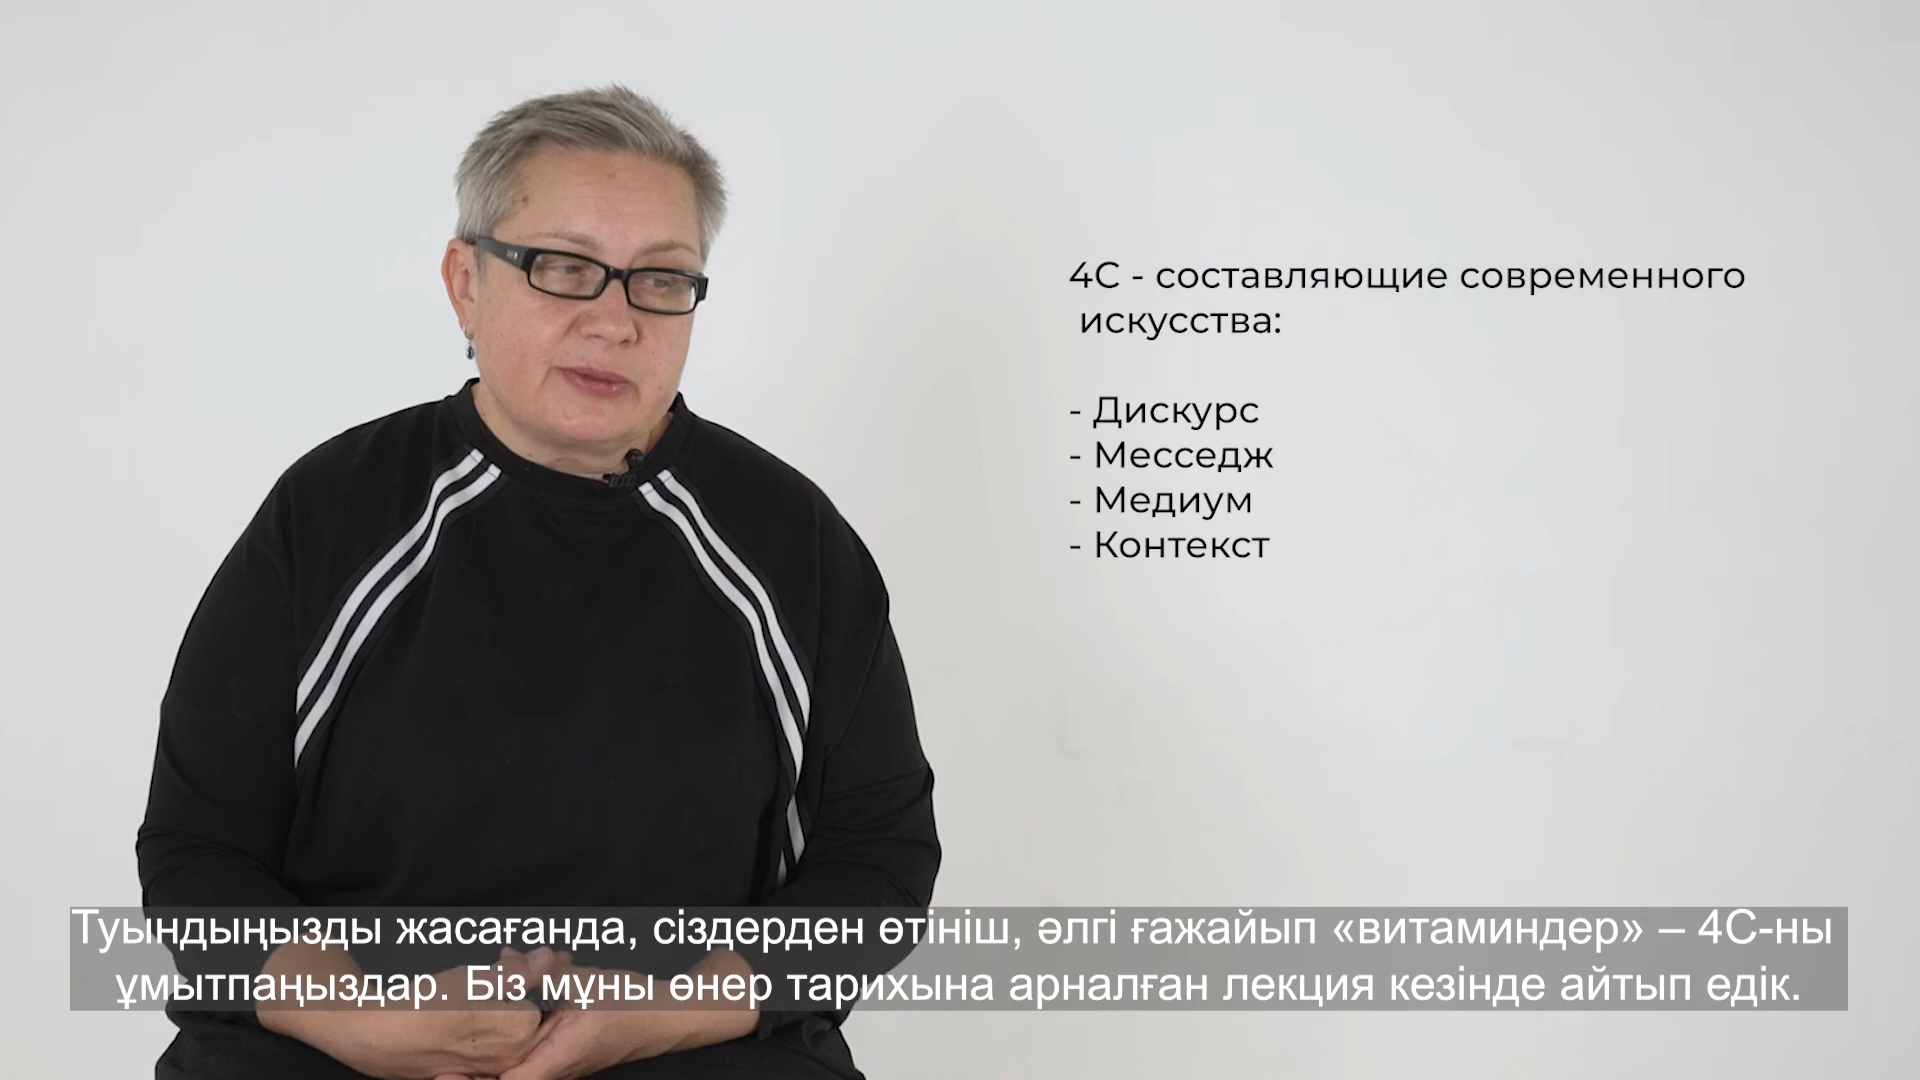 4С - составляющие современного
искусства:
- Дискурс
- Месседж
- Медиум
- Контекст
Туындыңызды жасағанда, сіздерден өтініш, әлгі ғажайып «витаминдер» – 4С-ны
ұмытпаңыздар. Біз мұны өнер тарихына арналған лекция кезінде айтып едік.